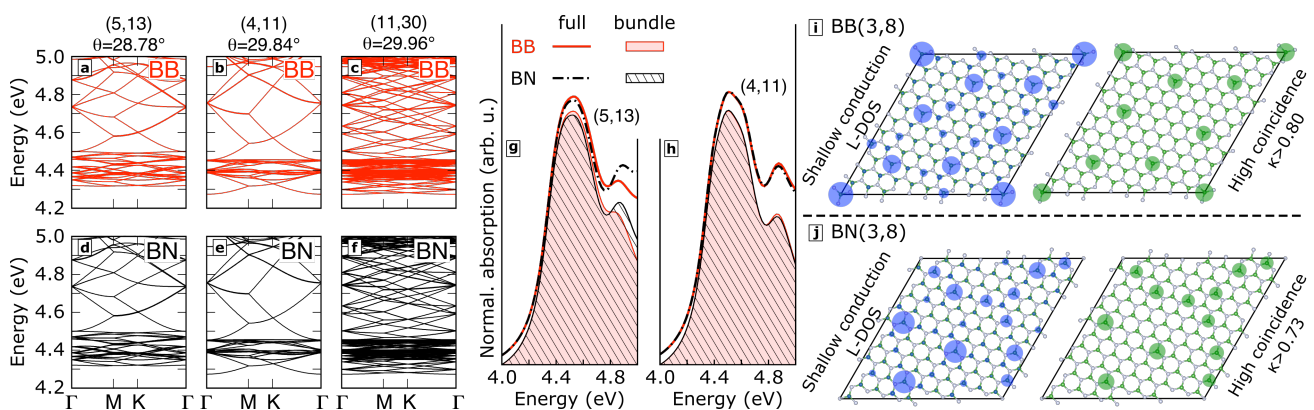 (5,13)
θ=28.78°
(4,11)
θ=29.84°
(11,30)
θ=29.96°
5.0
4.8
4.6
4.4
4.2
Energy (eV)
a
BB
b
BB
c
BB
5.0
4.8
4.6
4.4
4.2
Energy (eV)
d
BN
e
BN
f
BN
Γ M K Γ
Γ M K Γ
Γ M K Γ
full bundle
BB
BN
Normal. absorption (arb. u.)
g
(5,13)
h
(4,11)
4.0 4.4 4.8
Energy (eV)
4.0 4.4 4.8
Energy (eV)
i BB(3,8)
Shallow conduction
L-DOS
High coincidence
κ>0.80
j BN(3,8)
Shallow conduction
L-DOS
High coincidence
κ>0.73